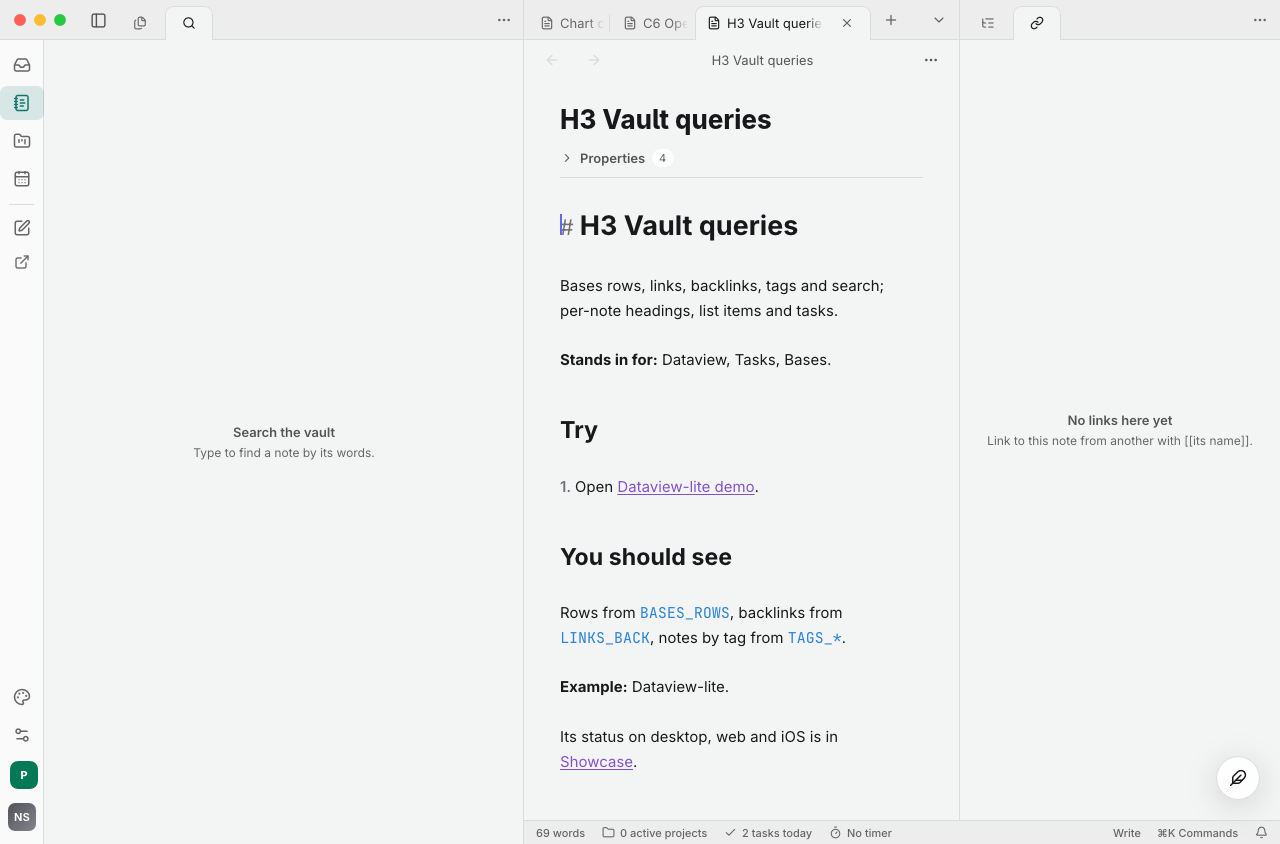 Chart
C6 Ope
H3 Vault querie
H3 Vault queries
H3 Vault queries
Properties 4
# H3 Vault queries
Bases rows, links, backlinks, tags and search;
per-note headings, list items and tasks.
Stands in for: Dataview, Tasks, Bases.
Try
1. Open Dataview-lite demo.
You should see
Rows from BASES_ROWS, backlinks from
LINKS_BACK, notes by tag from TAGS_*.
Example: Dataview-lite.
Its status on desktop, web and iOS is in
Showcase.
Search the vault
Type to find a note by its words.
No links here yet
Link to this note from another with [[its name]].
P
NS
69 words
0 active projects
2 tasks today
No timer
Write
⌘K Commands